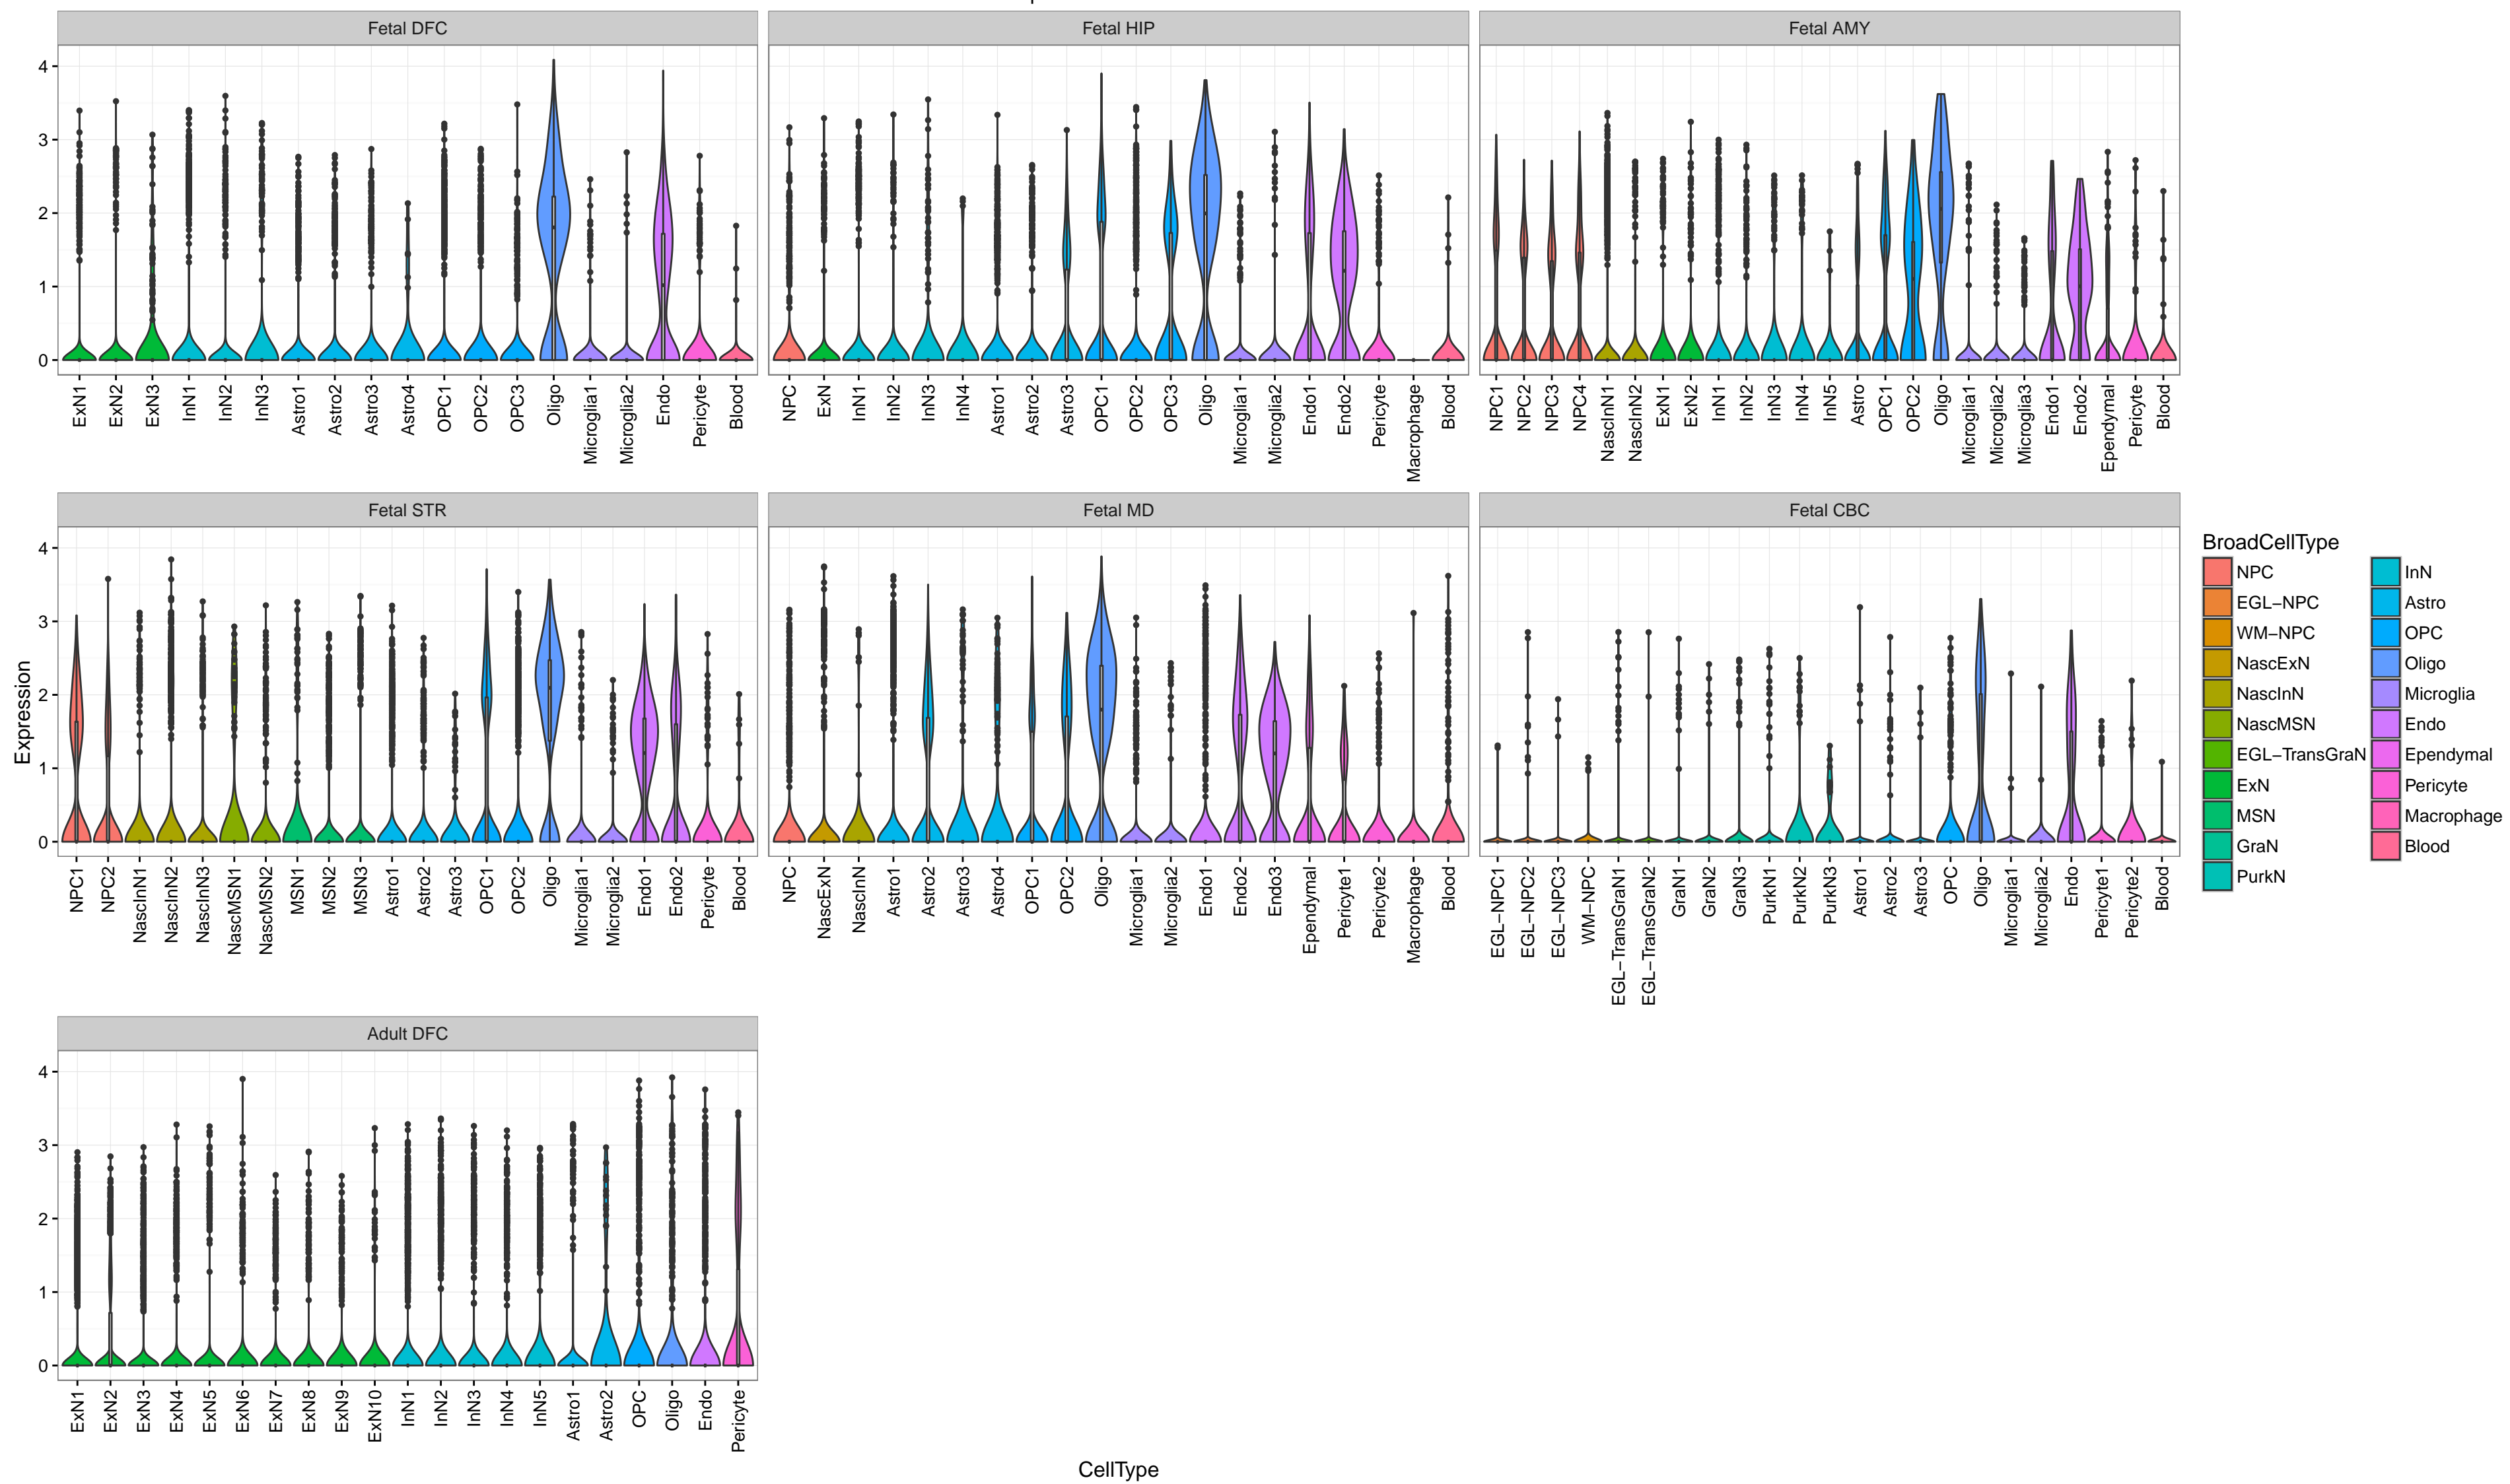 Fetal DFC Fetal HIP Fetal AMY
4
3
2
1
0
ExN1 ExN2 ExN3 InN1 InN2 InN3 Astro1 Astro2 Astro3 Astro4 OPC1 OPC2 OPC3 Oligo Microglia1 Microglia2 Endo Pericyte Blood
NPC ExN InN1 InN2 InN3 InN4 Astro1 Astro2 Astro3 OPC1 OPC2 OPC3 Oligo Microglia1 Microglia2 Endo1 Endo2 Pericyte Macrophage Blood
NPC1 NPC2 NPC3 NPC4 NascInN1 NascInN2 ExN1 ExN2 InN1 InN2 InN3 InN4 InN5 Astro OPC1 OPC2 Oligo Microglia1 Microglia2 Microglia3 Endo1 Endo2 Ependymal Pericyte Blood
Fetal STR Fetal MD Fetal CBC
4
3
2
1
0
Expression
NPC1 NPC2 NascInN1 NascInN2 NascInN3 NascMSN1 NascMSN2 MSN1 MSN2 MSN3 Astro1 Astro2 Astro3 OPC1 OPC2 Oligo Microglia1 Microglia2 Endo1 Endo2 Pericyte Blood
NPC NascExN NascInN Astro1 Astro2 Astro3 Astro4 OPC1 OPC2 Oligo Microglia1 Microglia2 Endo1 Endo2 Endo3 Ependymal Pericyte1 Pericyte2 Macrophage Blood
EGL−NPC1 EGL−NPC2 EGL−NPC3 WM−NPC EGL−TransGraN1 EGL−TransGraN2 GraN1 GraN2 GraN3 PurkN1 PurkN2 PurkN3 Astro1 Astro2 Astro3 OPC Oligo Microglia1 Microglia2 Endo Pericyte1 Pericyte2 Blood
BroadCellType
NPC InN
EGL−NPC Astro
WM−NPC OPC
NascExN Oligo
NascInN Microglia
NascMSN Endo
EGL−TransGraN Ependymal
ExN Pericyte
MSN Macrophage
GraN Blood
PurkN
Adult DFC
4
3
2
1
0
ExN1 ExN2 ExN3 ExN4 ExN5 ExN6 ExN7 ExN8 ExN9 ExN10 InN1 InN2 InN3 InN4 InN5 Astro1 Astro2 OPC Oligo Endo Pericyte
CellType